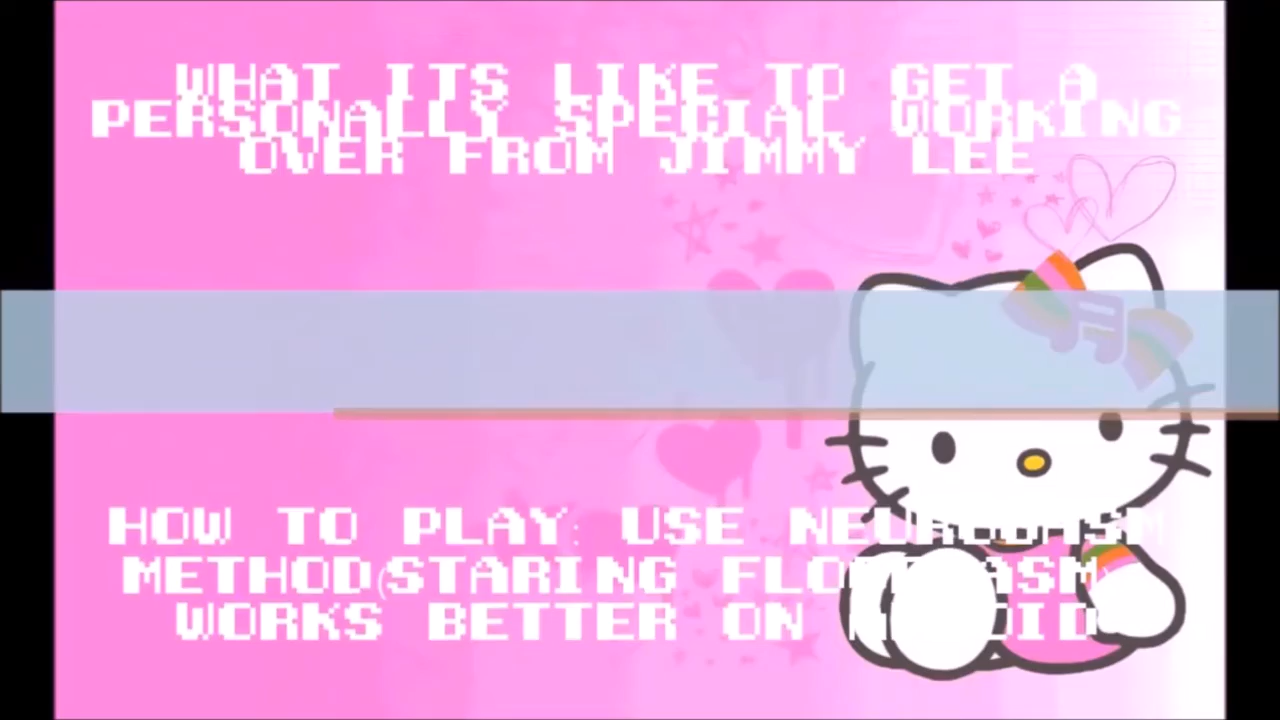 WHAT ITS LIKE TO GET A
PERSONALLY SPECIAL WORKING
OVER FROM JIMMY LEE
HOW TO PLAY: USE
METHOD(STARING
WORKS BETTER ON